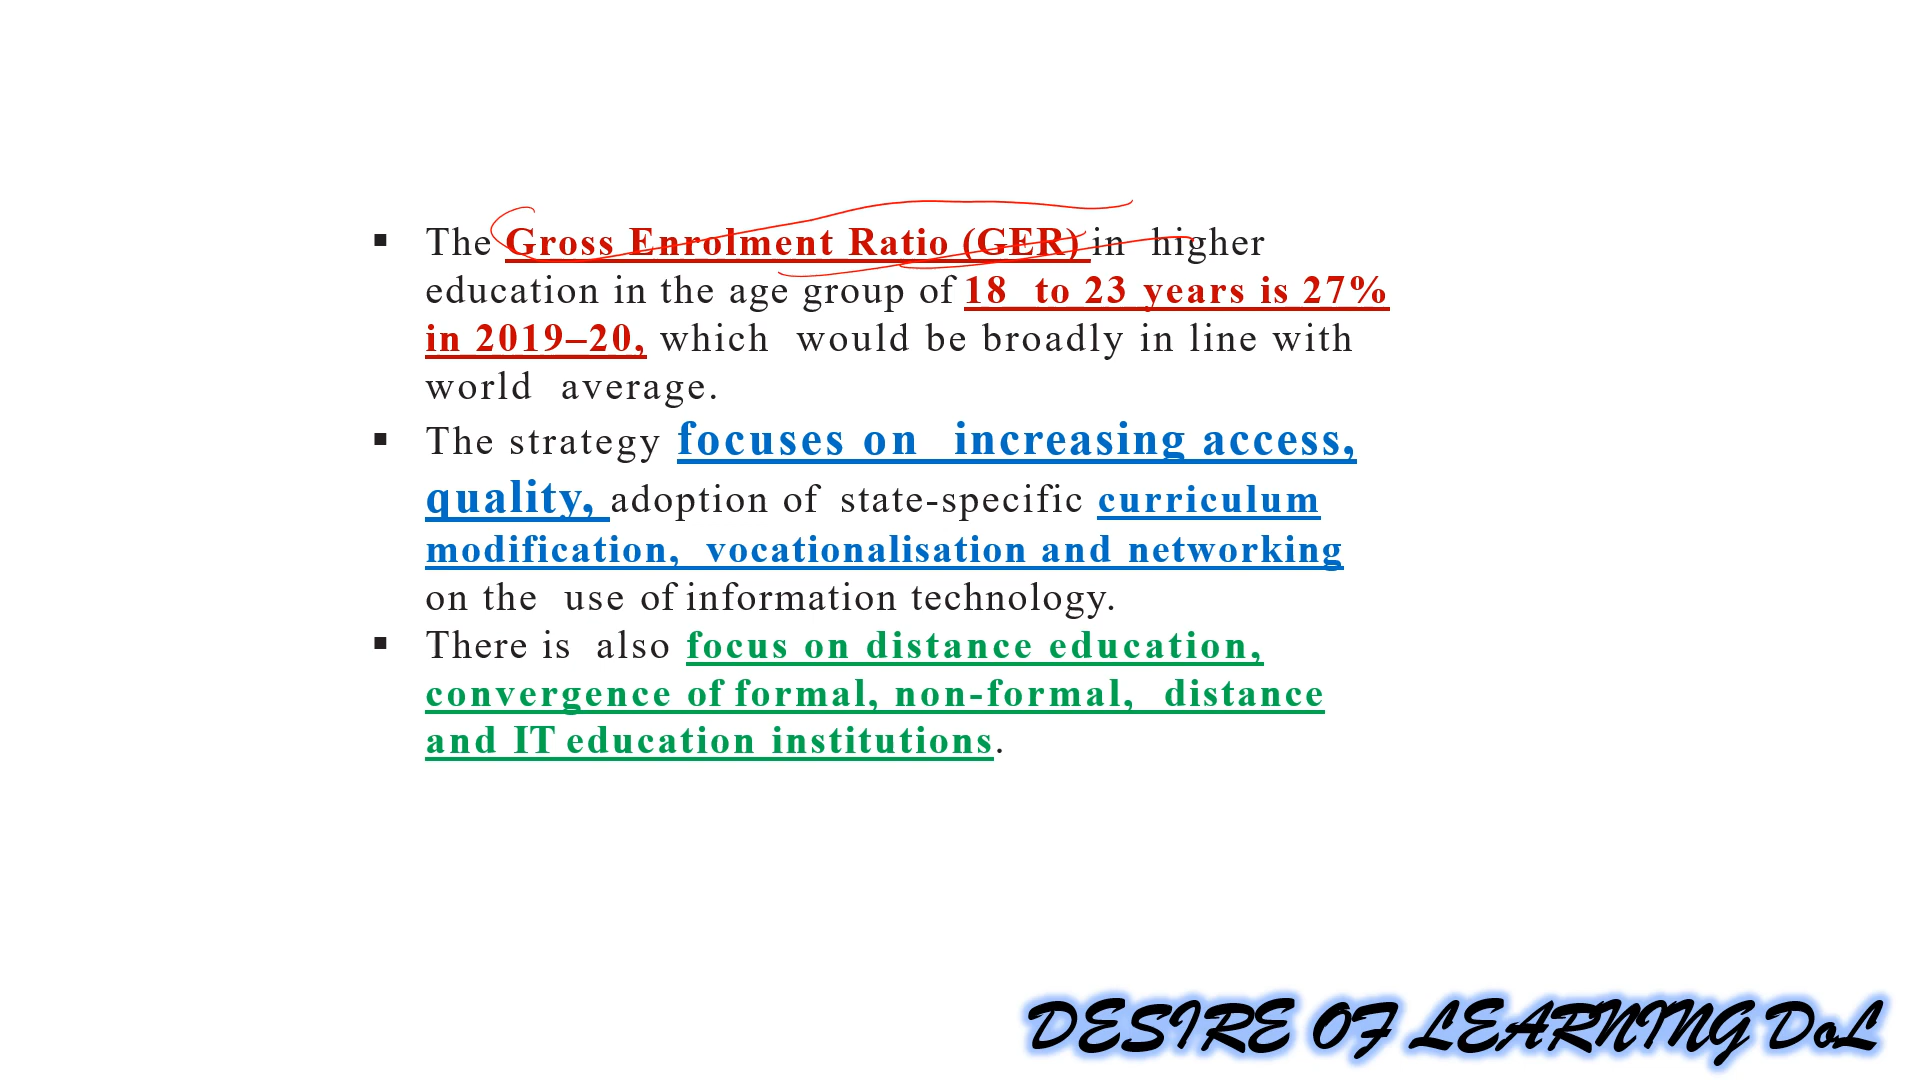 ▪ The Gross Enrolment Ratio (GER) in higher
education in the age group of 18 to 23 years is 27%
in 2019–20, which would be broadly in line with
world average.
▪ The strategy focuses on increasing access,
quality, adoption of state-specific curriculum
modification, vocationalisation and networking
on the use of information technology.
▪ There is also focus on distance education,
convergence of formal, non-formal, distance
and IT education institutions.
DESIRE OF LEARNING DoL